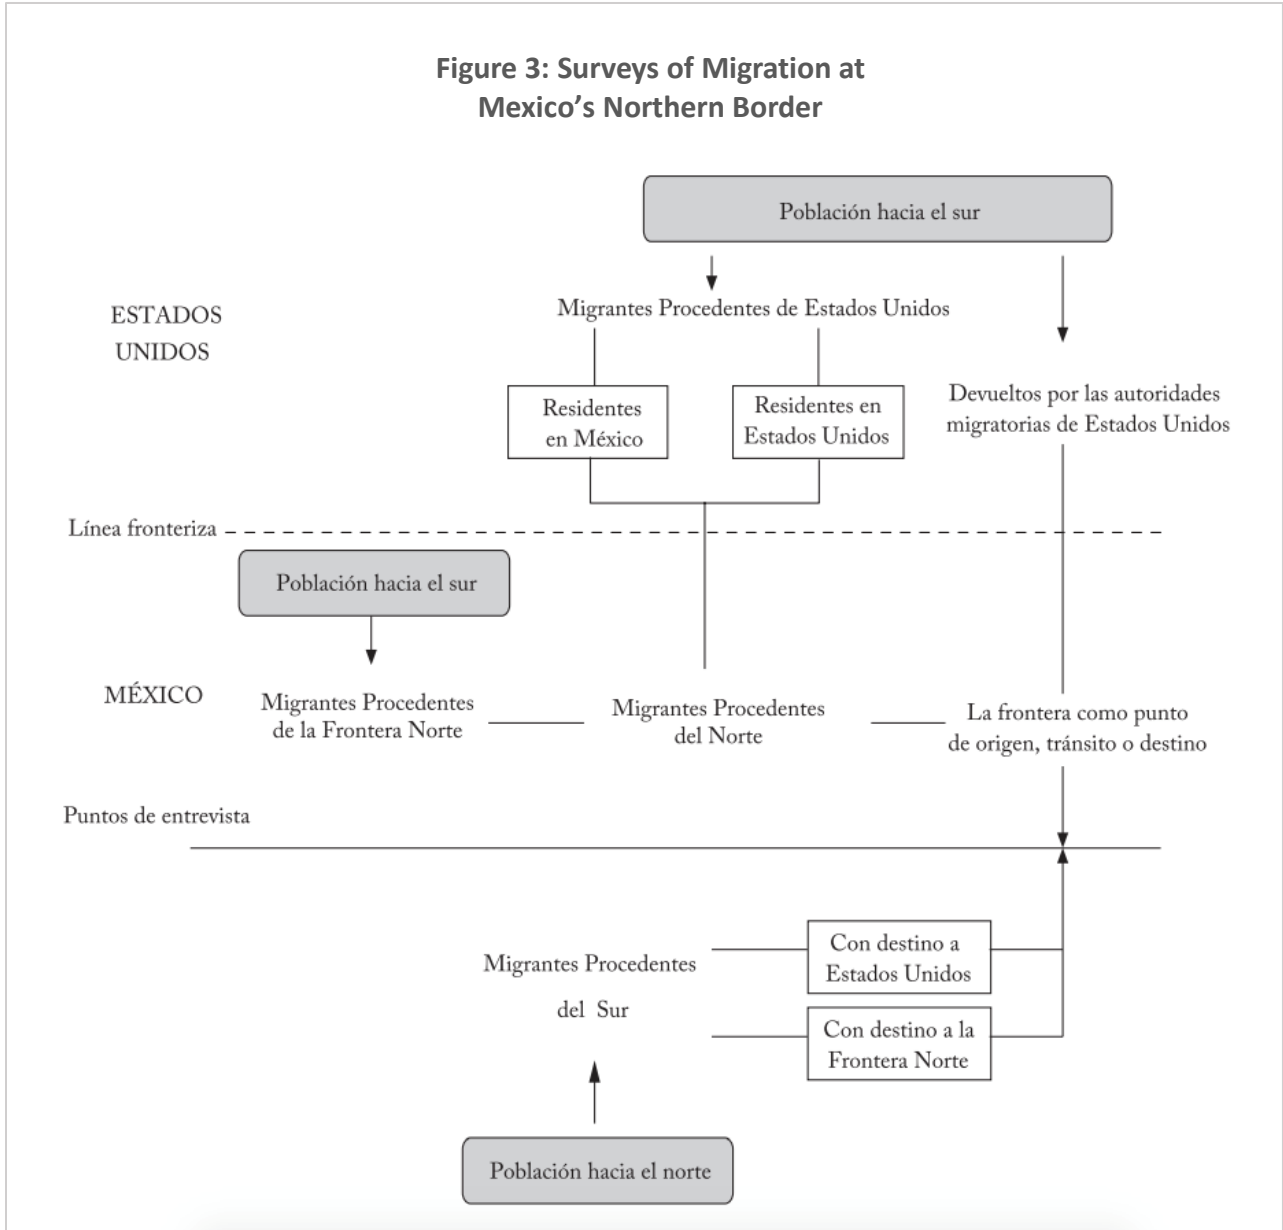 Figure 3: Surveys of Migration at
Mexico’s Northern Border
Población hacia el sur
Migrantes Procedentes de Estados Unidos
ESTADOS
UNIDOS
Residentes
en México
Residentes en
Estados Unidos
Devueltos por las autoridades
migratorias de Estados Unidos
Línea fronteriza
Población hacia el sur
MÉXICO
Migrantes Procedentes
de la Frontera Norte
Migrantes Procedentes
del Norte
La frontera como punto
de origen, tránsito o destino
Puntos de entrevista
Migrantes Procedentes
del Sur
Con destino a
Estados Unidos
Con destino a la
Frontera Norte
Población hacia el norte